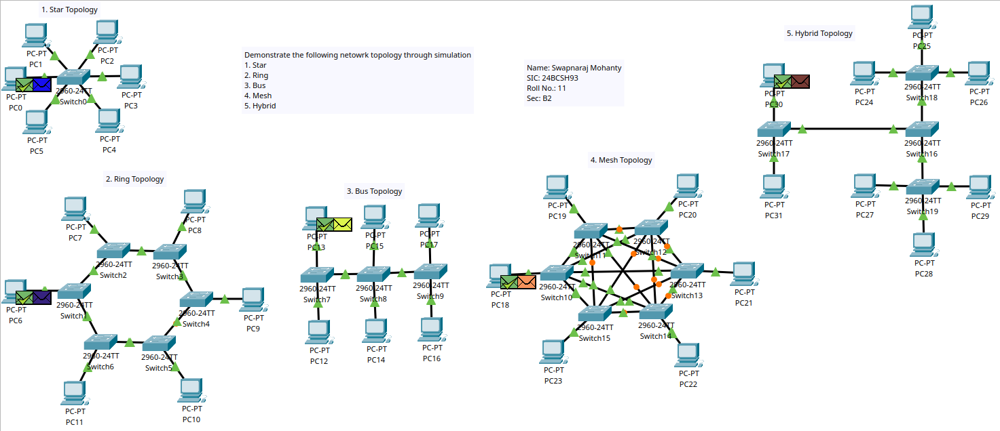 1. Star Topology
PC-PT
PC1
PC-PT
PC2
PC-PT
PC0
2960-24TT
Switch0
PC-PT
PC3
PC-PT
PC5
PC-PT
PC4
Demonstrate the following netowrk topology through simulation
1. Star
2. Ring
3. Bus
4. Mesh
5. Hybrid
Name: Swapnaraj Mohanty
SIC: 24BCSH93
Roll No.: 11
Sec: B2
5. Hybrid Topology
PC-PT
PC25
PC-PT
PC30
PC-PT
PC24
2960-24TT
Switch18
PC-PT
PC26
2960-24TT
Switch17
2960-24TT
Switch16
PC-PT
PC31
PC-PT
PC27
2960-24TT
Switch19
PC-PT
PC29
PC-PT
PC28
2. Ring Topology
PC-PT
PC7
PC-PT
PC8
2960-24TT
Switch2
2960-24TT
Switch3
PC-PT
PC6
2960-24TT
Switch1
2960-24TT
Switch4
PC-PT
PC9
2960-24TT
Switch6
2960-24TT
Switch5
PC-PT
PC11
PC-PT
PC10
3. Bus Topology
PC-PT
PC13
PC-PT
PC15
PC-PT
PC17
2960-24TT
Switch7
2960-24TT
Switch8
2960-24TT
Switch9
PC-PT
PC12
PC-PT
PC14
PC-PT
PC16
4. Mesh Topology
PC-PT
PC19
PC-PT
PC20
2960-24TT
Switch11
2960-24TT
Switch12
PC-PT
PC18
2960-24TT
Switch10
2960-24TT
Switch13
PC-PT
PC21
2960-24TT
Switch15
2960-24TT
Switch14
PC-PT
PC23
PC-PT
PC22